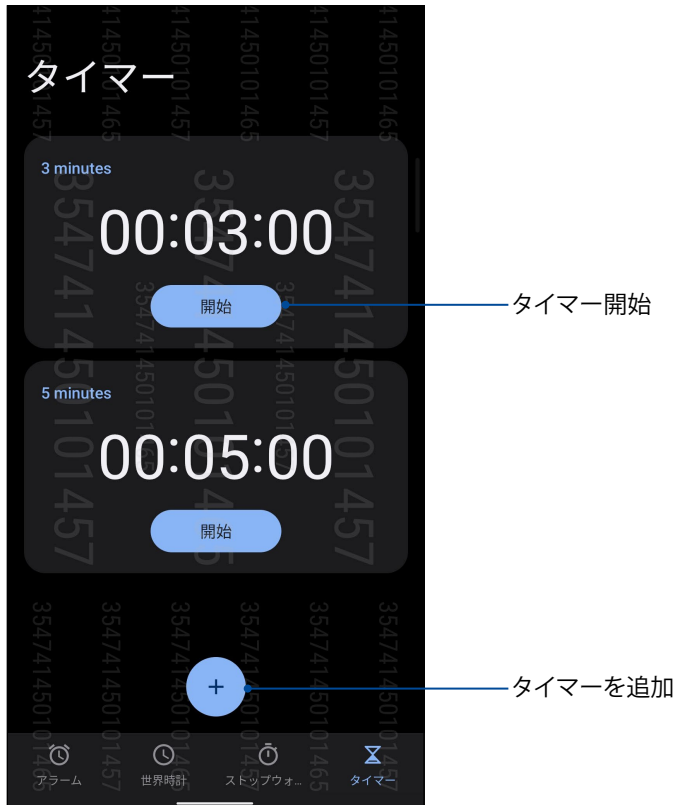 タイマー
3 minutes
00:03:00
開始
タイマー開始
5 minutes
00:05:00
開始
+
タイマーを追加
アラーム
世界時計
ストップウォ...
タイマー
354741450101457
354741450101465